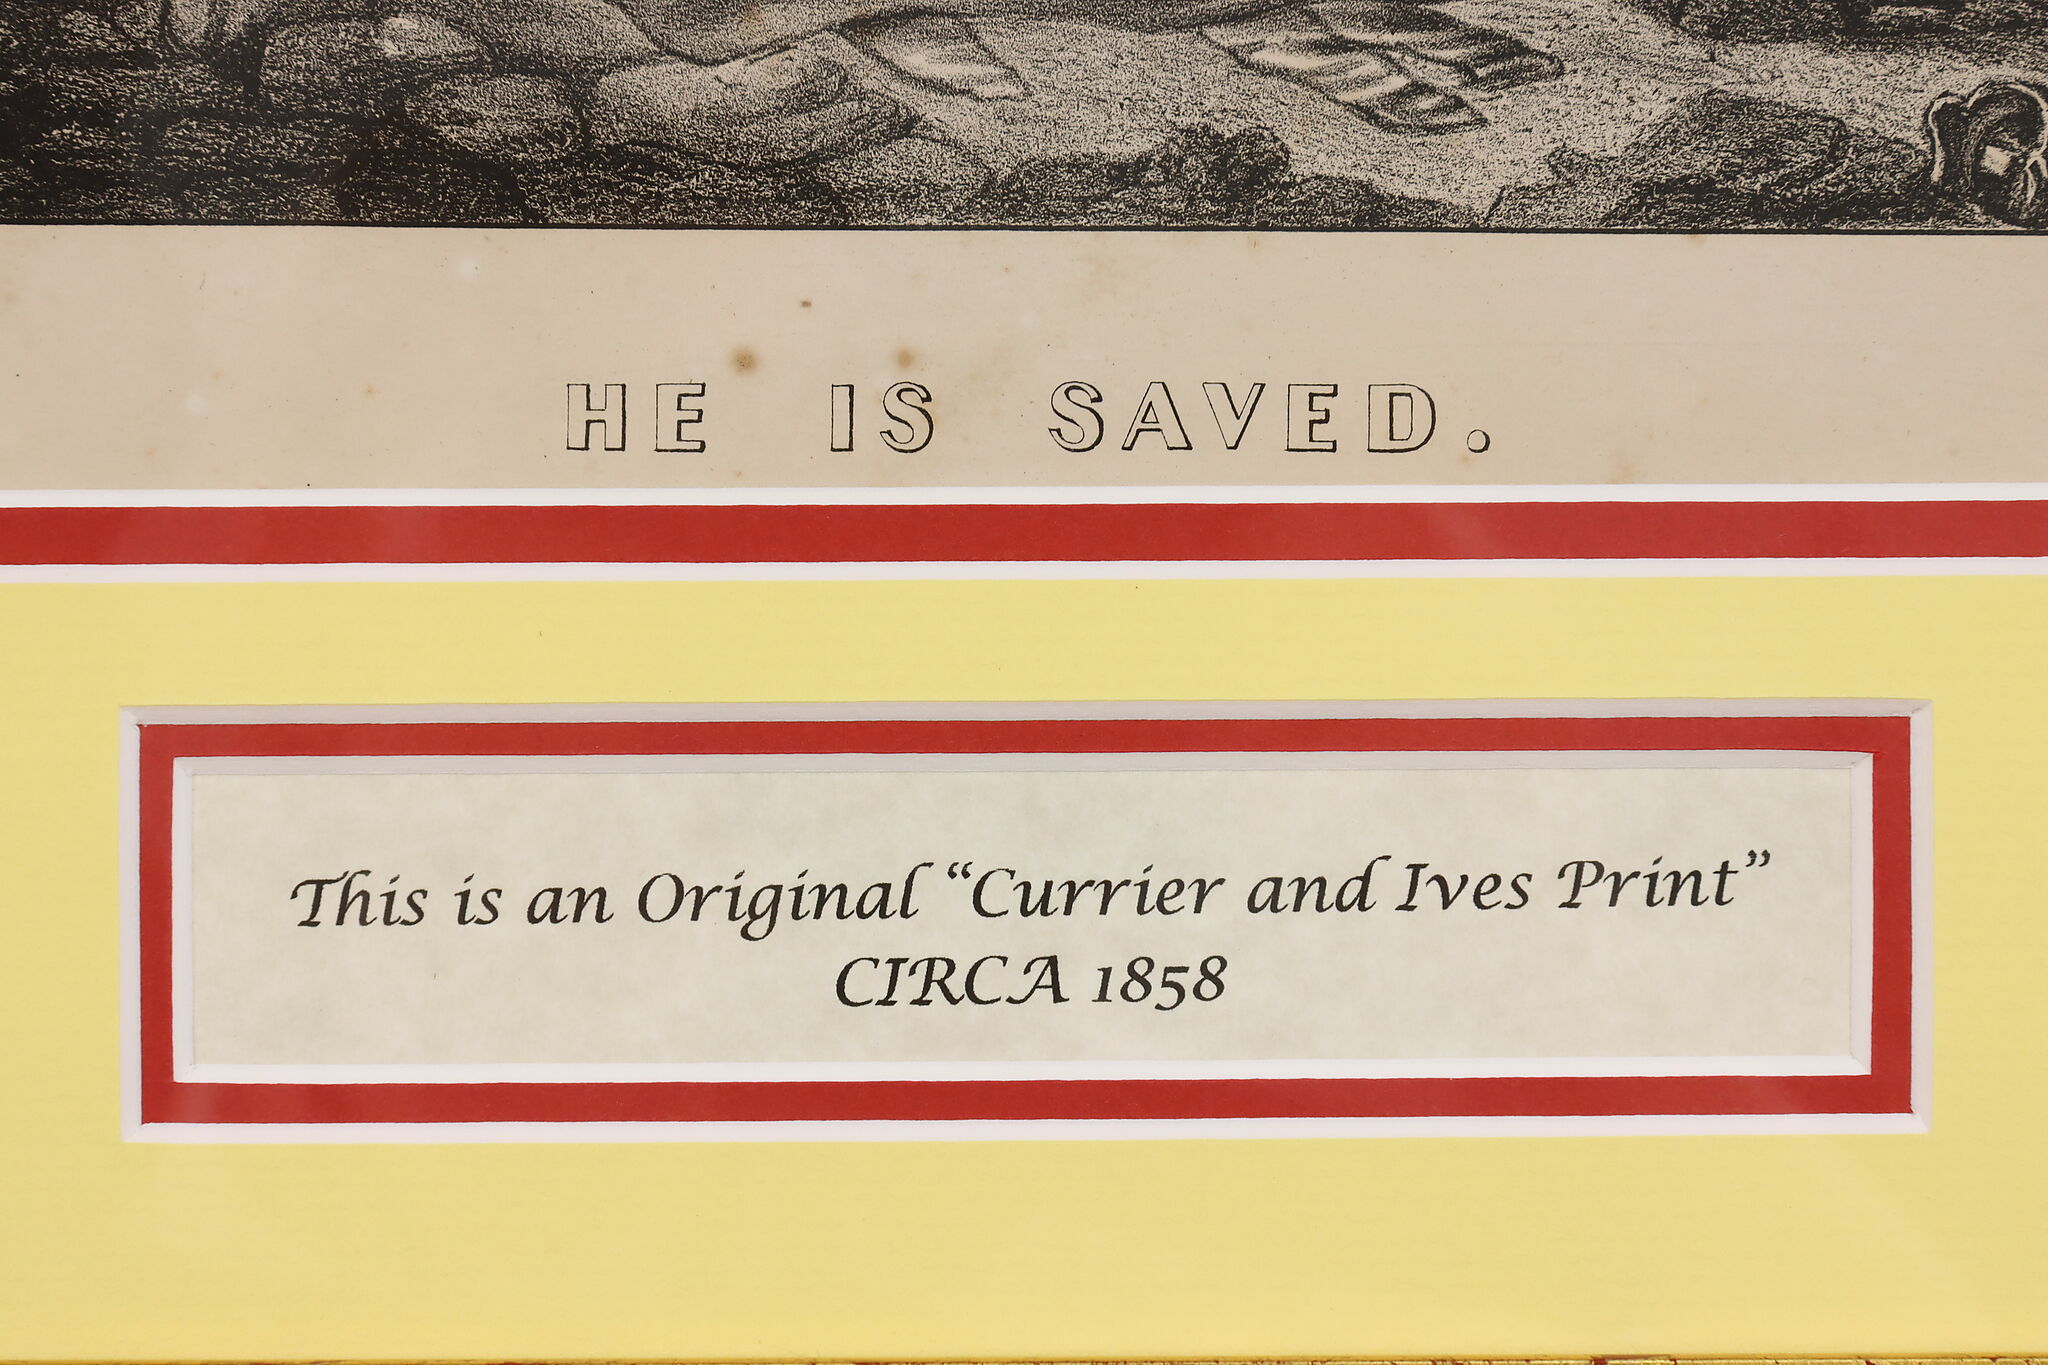 HE IS SAVED.
This is an Original “Currier and Ives Print”
CIRCA 1858